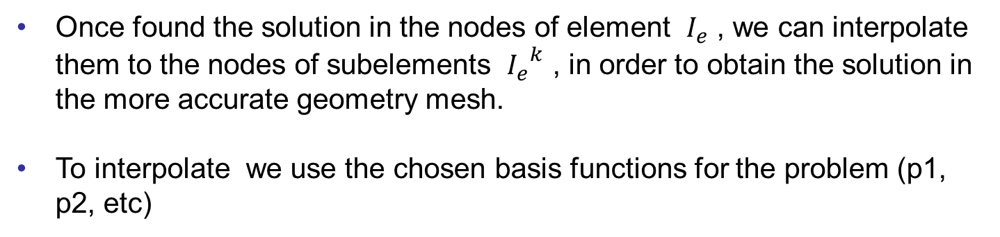 • Once found the solution in the nodes of element Iₑ , we can interpolate
them to the nodes of subelements Iₑᵏ , in order to obtain the solution in
the more accurate geometry mesh.
• To interpolate we use the chosen basis functions for the problem (p1,
p2, etc)